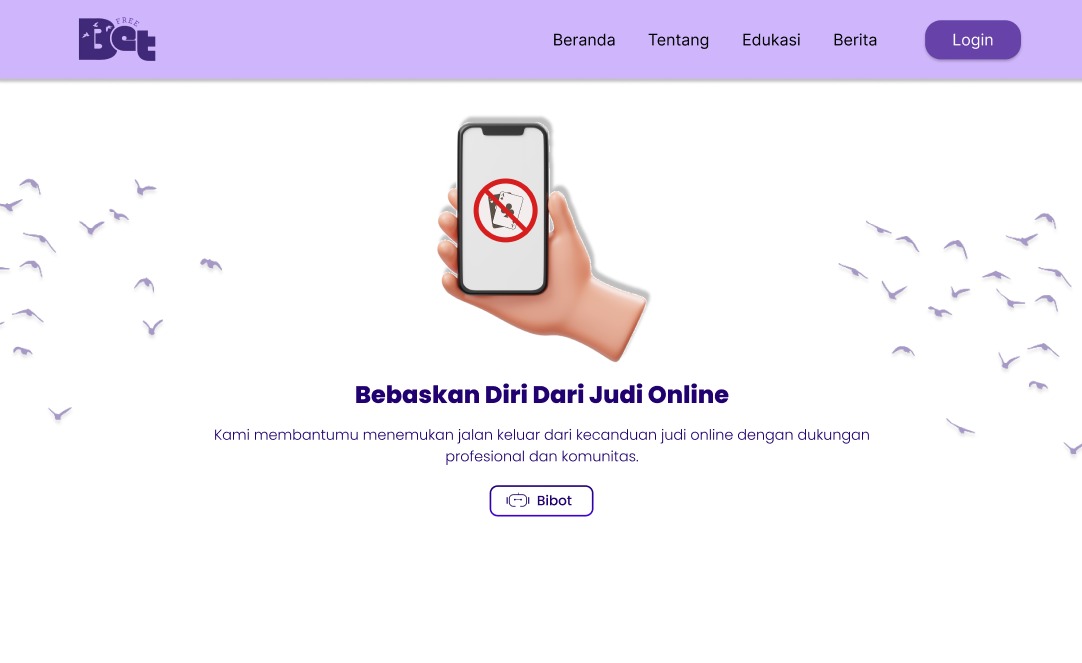 FREE
Bet
Beranda Tentang Edukasi Berita Login
Bebaskan Diri Dari Judi Online
Kami membantumu menemukan jalan keluar dari kecanduan judi online dengan dukungan
profesional dan komunitas.
Bibot